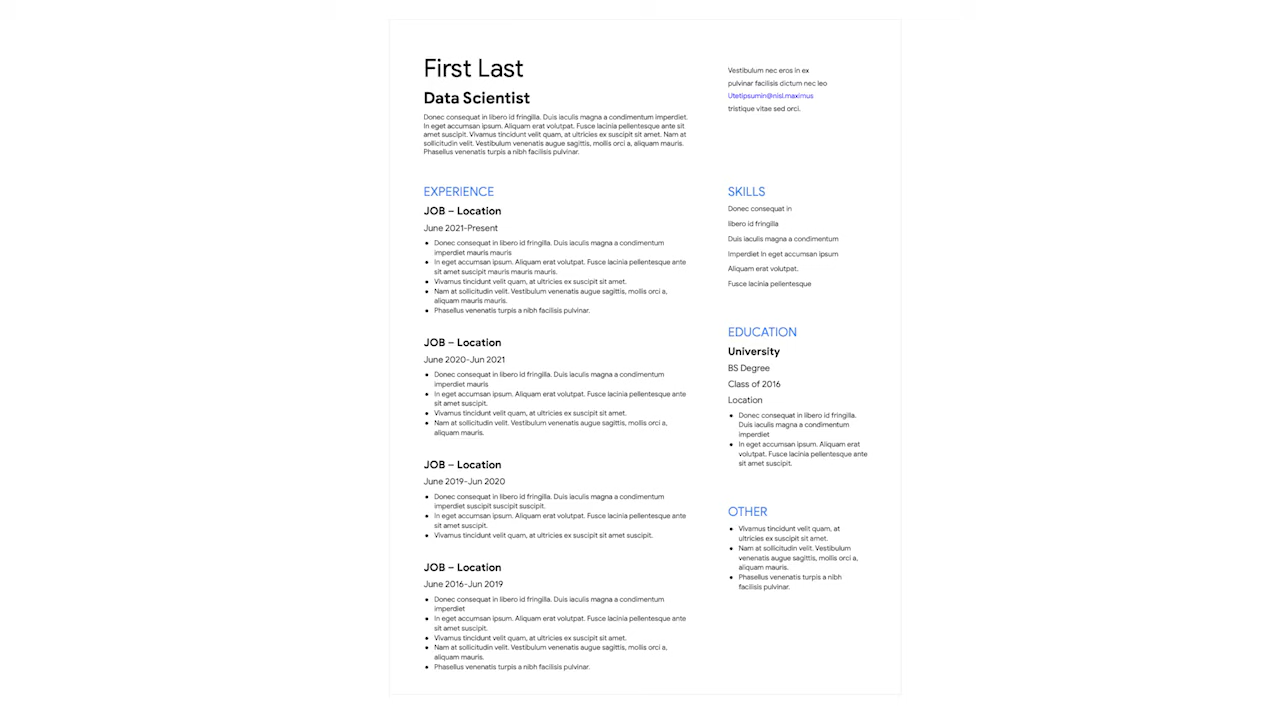 First Last
Data Scientist
Donec consequat in libero id fringilla. Duis iaculis magna a condimentum imperdiet.
In eget accumsan ipsum. Aliquam erat volutpat. Fusce lacinia pellentesque ante sit
amet suscipit. Vivamus tincidunt velit quam, at ultricies ex suscipit sit amet. Nam at
sollicitudin velit. Vestibulum venenatis augue sagittis, mollis orci a, aliquam mauris.
Phasellus venenatis turpis a nibh facilisis pulvinar.
Vestibulum nec eros in ex
pulvinar facilisis dictum nec leo
Utetipsumin@nisl.maximus
tristique vitae sed orci.
EXPERIENCE
JOB – Location
June 2021-Present
• Donec consequat in libero id fringilla. Duis iaculis magna a condimentum
imperdiet mauris mauris
• In eget accumsan ipsum. Aliquam erat volutpat. Fusce lacinia pellentesque ante
sit amet suscipit mauris mauris mauris.
• Vivamus tincidunt velit quam, at ultricies ex suscipit sit amet.
• Nam at sollicitudin velit. Vestibulum venenatis augue sagittis, mollis orci a,
aliquam mauris mauris.
• Phasellus venenatis turpis a nibh facilisis pulvinar.
JOB – Location
June 2020-Jun 2021
• Donec consequat in libero id fringilla. Duis iaculis magna a condimentum
imperdiet mauris
• In eget accumsan ipsum. Aliquam erat volutpat. Fusce lacinia pellentesque ante
sit amet suscipit.
• Vivamus tincidunt velit quam, at ultricies ex suscipit sit amet.
• Nam at sollicitudin velit. Vestibulum venenatis augue sagittis, mollis orci a,
aliquam mauris.
JOB – Location
June 2019-Jun 2020
• Donec consequat in libero id fringilla. Duis iaculis magna a condimentum
imperdiet suscipit suscipit suscipit.
• In eget accumsan ipsum. Aliquam erat volutpat. Fusce lacinia pellentesque ante
sit amet suscipit.
• Vivamus tincidunt velit quam, at ultricies ex suscipit sit amet suscipit.
JOB – Location
June 2016-Jun 2019
• Donec consequat in libero id fringilla. Duis iaculis magna a condimentum
imperdiet
• In eget accumsan ipsum. Aliquam erat volutpat. Fusce lacinia pellentesque ante
sit amet suscipit.
• Vivamus tincidunt velit quam, at ultricies ex suscipit sit amet.
• Nam at sollicitudin velit. Vestibulum venenatis augue sagittis, mollis orci a,
aliquam mauris.
• Phasellus venenatis turpis a nibh facilisis pulvinar.
SKILLS
Donec consequat in
libero id fringilla
Duis iaculis magna a condimentum
Imperdiet In eget accumsan ipsum
Aliquam erat volutpat.
Fusce lacinia pellentesque
EDUCATION
University
BS Degree
Class of 2016
Location
• Donec consequat in libero id fringilla.
Duis iaculis magna a condimentum
imperdiet
• In eget accumsan ipsum. Aliquam erat
volutpat. Fusce lacinia pellentesque ante
sit amet suscipit.
OTHER
• Vivamus tincidunt velit quam, at
ultricies ex suscipit sit amet.
• Nam at sollicitudin velit. Vestibulum
venenatis augue sagittis, mollis orci a,
aliquam mauris.
• Phasellus venenatis turpis a nibh
facilisis pulvinar.